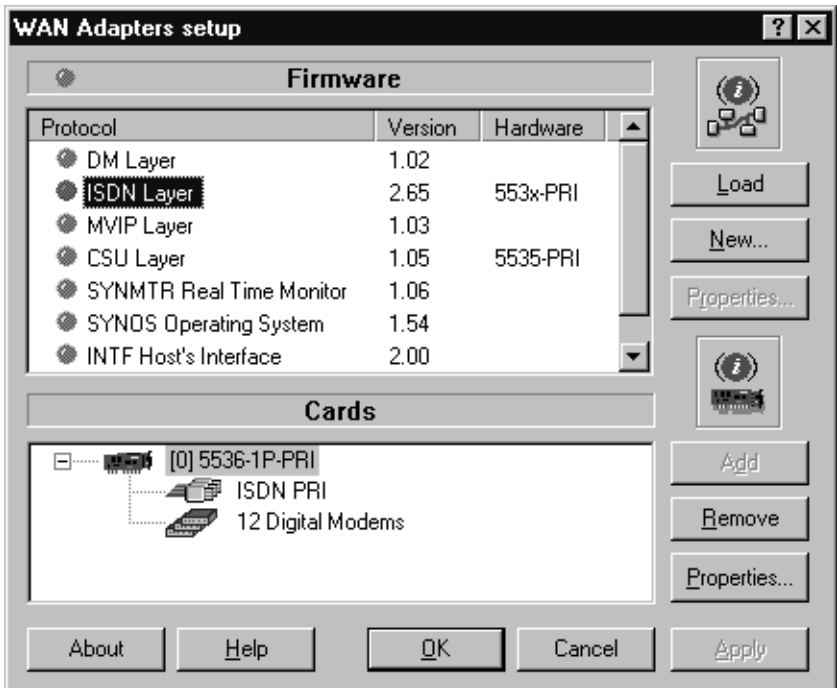 WAN Adapters setup
Firmware
Protocol Version Hardware
DM Layer 1.02
ISDN Layer 2.65 553x-PRI
MVIP Layer 1.03
CSU Layer 1.05 5535-PRI
SYNMTR Real Time Monitor 1.06
SYNOS Operating System 1.54
INTF Host's Interface 2.00
Load
New...
Properties...
Cards
[0] 5536-1P-PRI
ISDN PRI
12 Digital Modems
Add
Remove
Properties...
About Help OK Cancel Apply